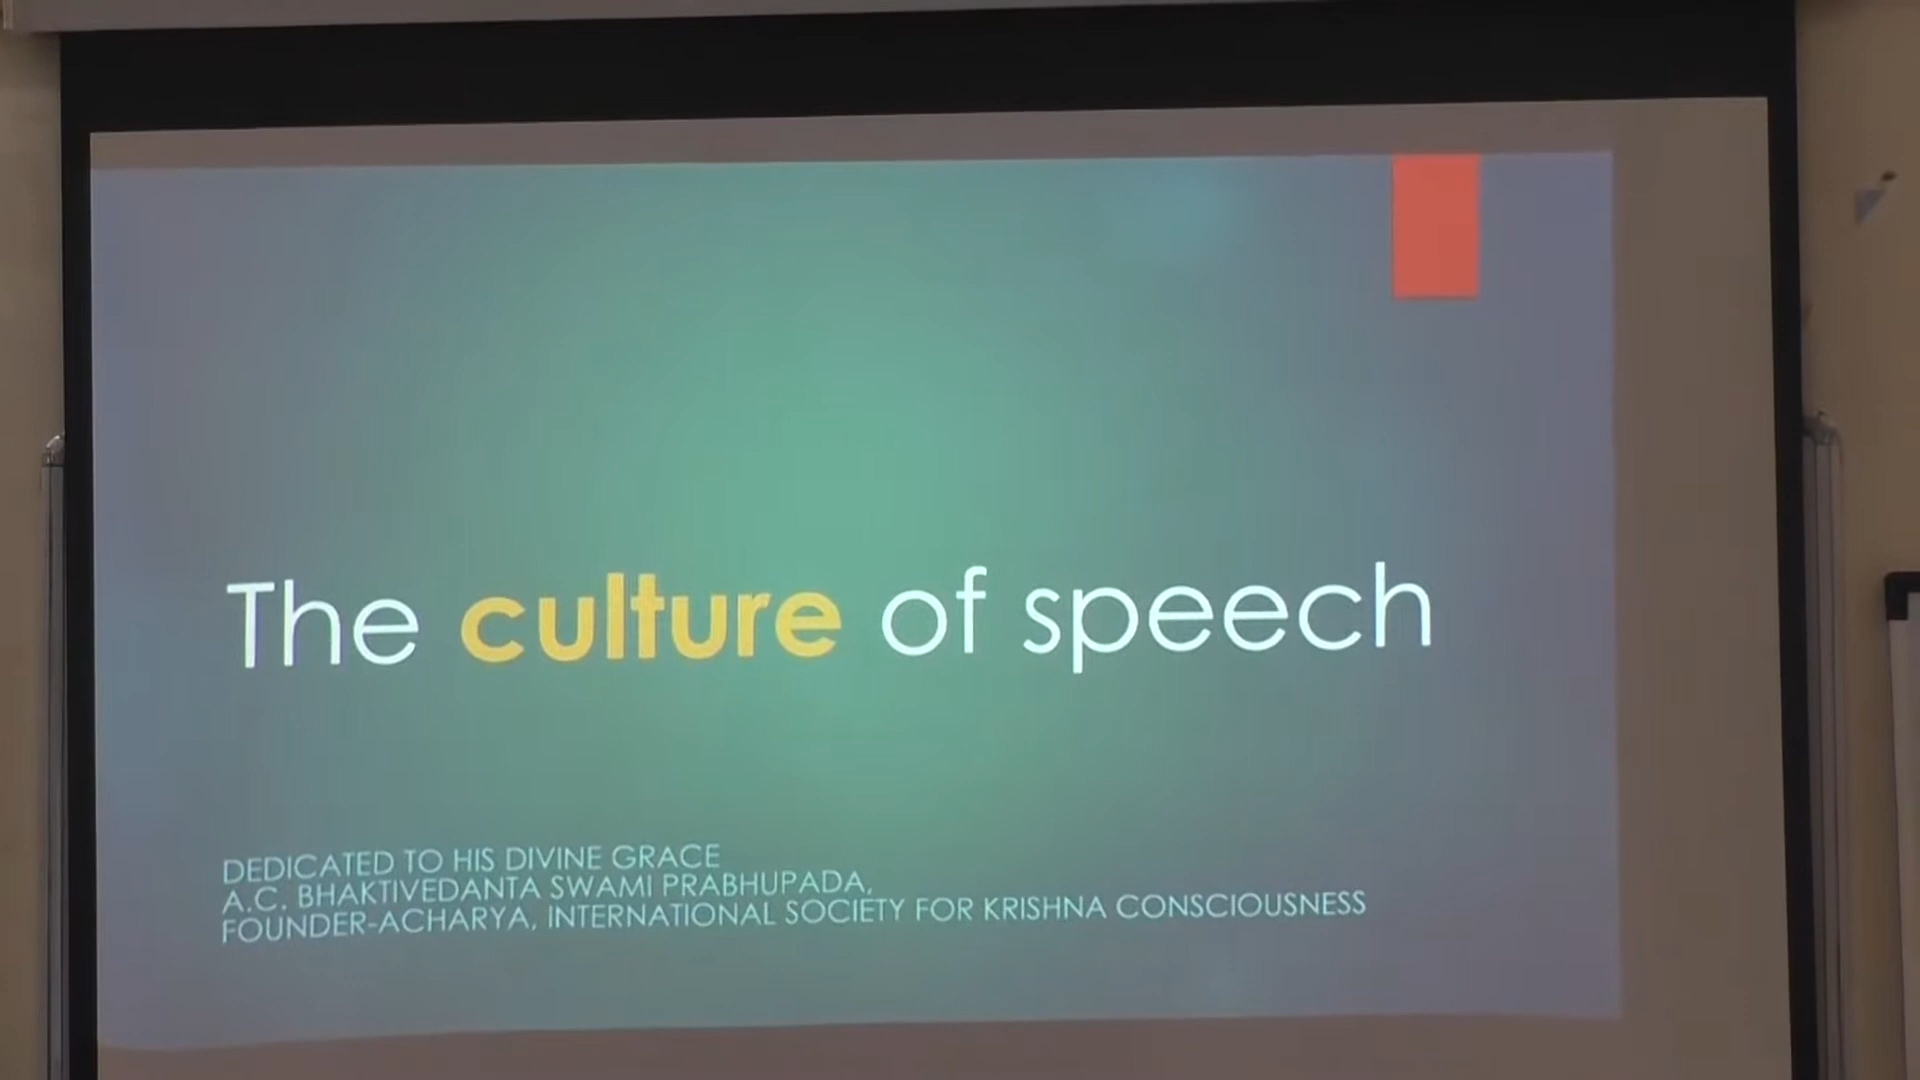 The culture of speech
DEDICATED TO HIS DIVINE GRACE
A.C. BHAKTIVEDANTA SWAMI PRABHUPADA,
FOUNDER-ACHARYA, INTERNATIONAL SOCIETY FOR KRISHNA CONSCIOUSNESS